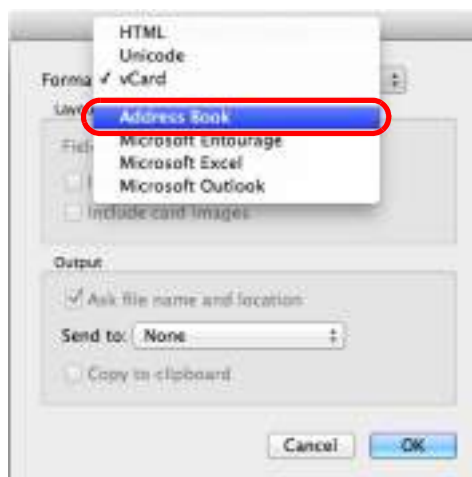 HTML
Unicode
Forma ✓ vCard
Address Book
Microsoft Entourage
Microsoft Excel
Microsoft Outlook
Include card images
Output
Ask file name and location
Send to: None
Copy to clipboard
Cancel OK